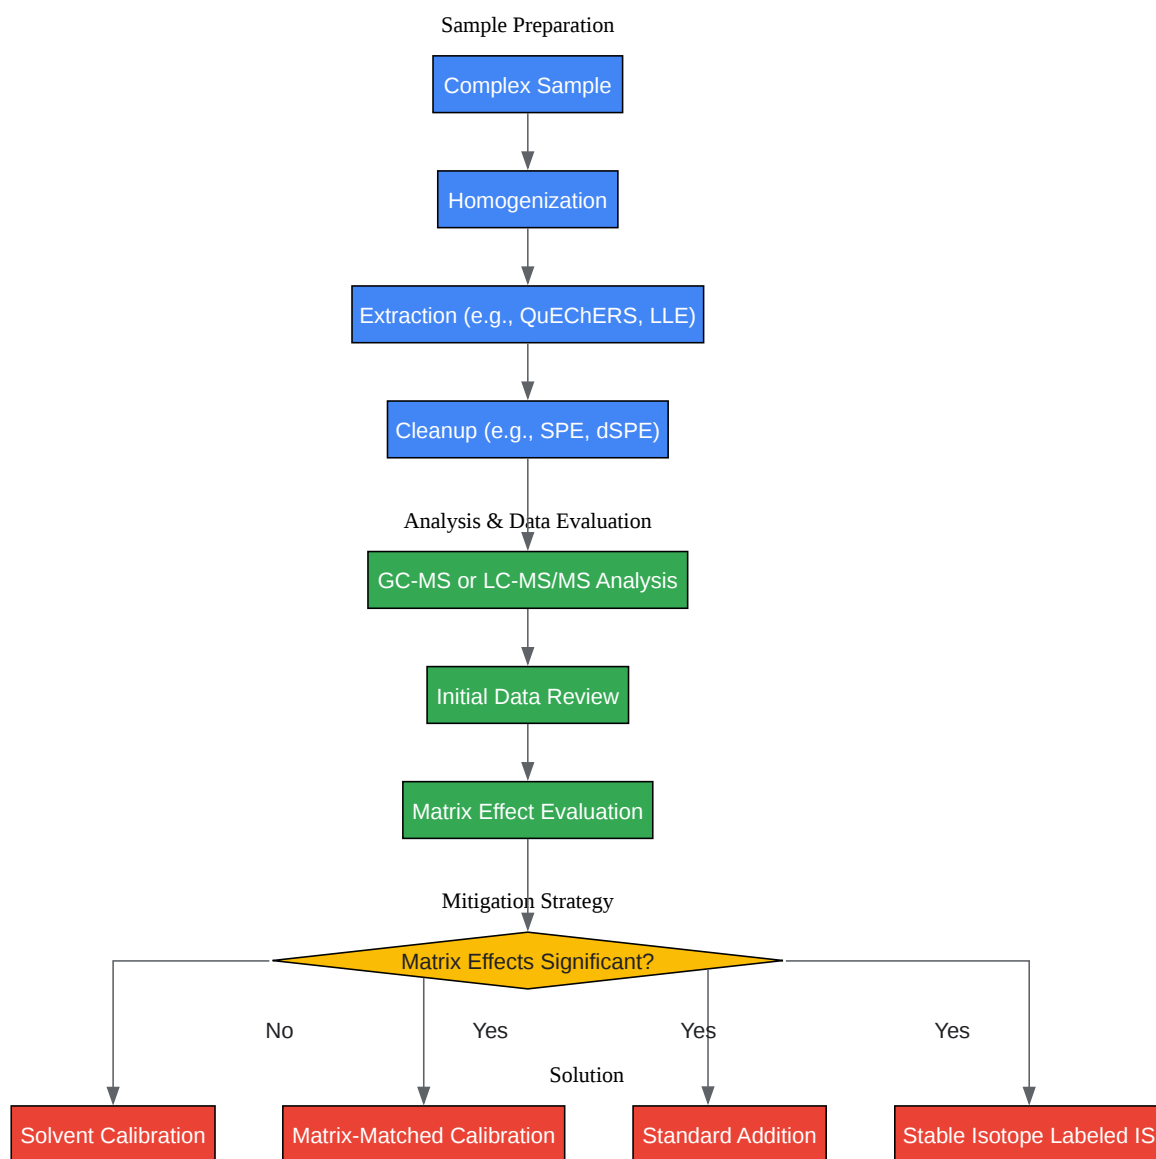 Sample Preparation
Complex Sample
Homogenization
Extraction (e.g., QuEChERS, LLE)
Cleanup (e.g., SPE, dSPE)
Analysis & Data Evaluation
GC-MS or LC-MS/MS Analysis
Initial Data Review
Matrix Effect Evaluation
Mitigation Strategy
Matrix Effects Significant?
No
Yes
Yes
Yes
Solution
Solvent Calibration
Matrix-Matched Calibration
Standard Addition
Stable Isotope Labeled IS